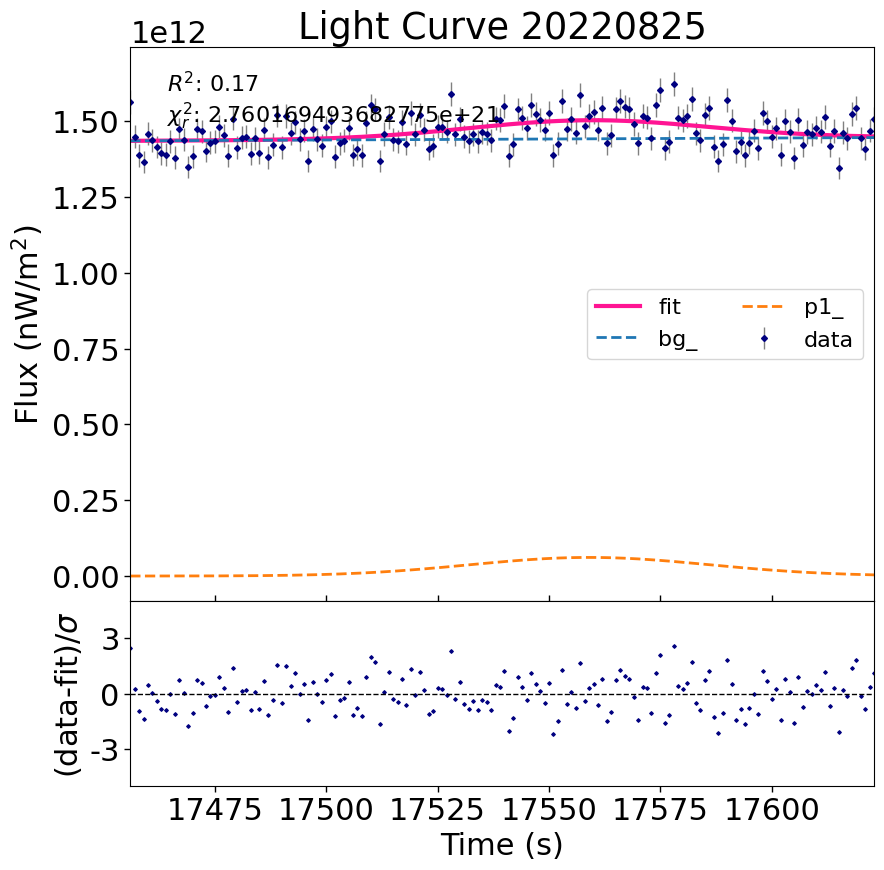 Light Curve 20220825
1e12
R²: 0.17
χ²ᵣ: 2.760169493682775e+21
1.50
1.25
1.00
0.75
0.50
0.25
0.00
Flux (nW/m²)
fit
bg_
p1_
data
3
0
-3
(data-fit)/σ
17475 17500 17525 17550 17575 17600
Time (s)